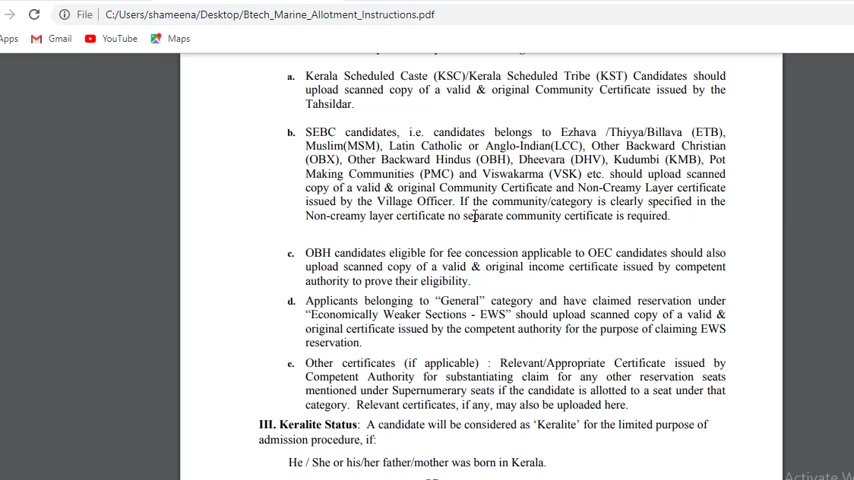 File C:/Users/shameena/Desktop/Btech_Marine_Allotment_Instructions.pdf
Apps Gmail YouTube Maps
a. Kerala Scheduled Caste (KSC)/Kerala Scheduled Tribe (KST) Candidates should
upload scanned copy of a valid & original Community Certificate issued by the
Tahsildar.
b. SEBC candidates, i.e. candidates belongs to Ezhava /Thiyya/Billava (ETB),
Muslim(MSM), Latin Catholic or Anglo-Indian(LCC), Other Backward Christian
(OBX), Other Backward Hindus (OBH), Dheevara (DHV), Kudumbi (KMB), Pot
Making Communities (PMC) and Viswakarma (VSK) etc. should upload scanned
copy of a valid & original Community Certificate and Non-Creamy Layer certificate
issued by the Village Officer. If the community/category is clearly specified in the
Non-creamy layer certificate no separate community certificate is required.
c. OBH candidates eligible for fee concession applicable to OEC candidates should also
upload scanned copy of a valid & original income certificate issued by competent
authority to prove their eligibility.
d. Applicants belonging to “General” category and have claimed reservation under
“Economically Weaker Sections - EWS” should upload scanned copy of a valid &
original certificate issued by the competent authority for the purpose of claiming EWS
reservation.
e. Other certificates (if applicable) : Relevant/Appropriate Certificate issued by
Competent Authority for substantiating claim for any other reservation seats
mentioned under Supernumerary seats if the candidate is allotted to a seat under that
category. Relevant certificates, if any, may also be uploaded here.
III. Keralite Status: A candidate will be considered as ‘Keralite’ for the limited purpose of
admission procedure, if:
He / She or his/her father/mother was born in Kerala.
Activate W